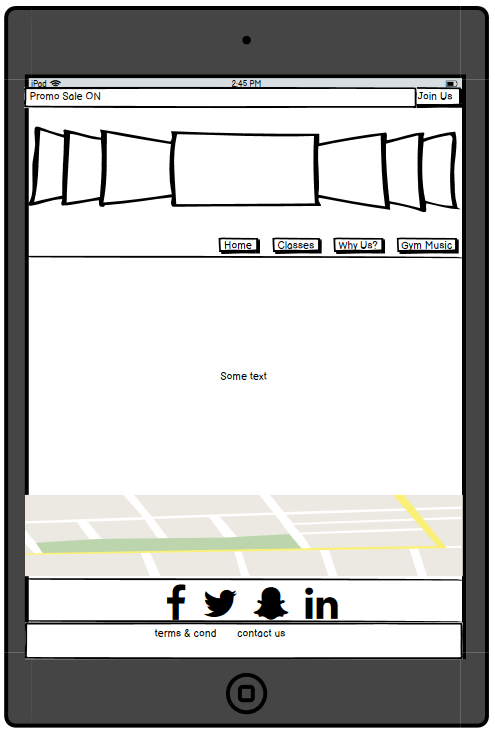 iPod 2:45 PM
Promo Sale ON Join Us
Home Classes Why Us? Gym Music
Some text
terms & cond contact us